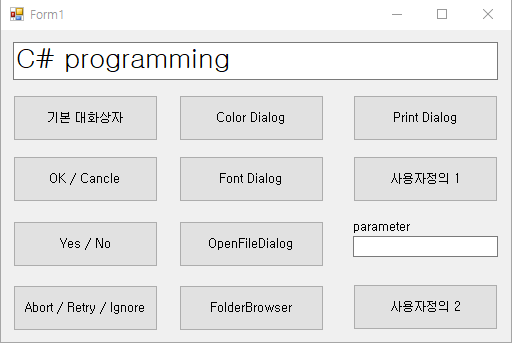 Form1
C# programming
기본 대화상자
Color Dialog
Print Dialog
OK / Cancle
Font Dialog
사용자정의 1
Yes / No
OpenFileDialog
parameter
Abort / Retry / Ignore
FolderBrowser
사용자정의 2